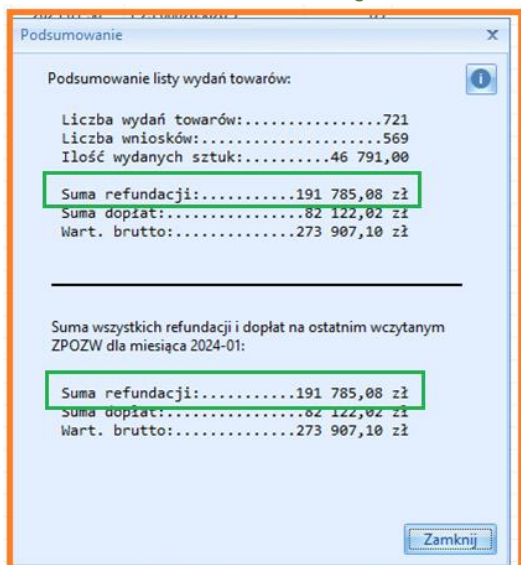 Podsumowanie x
Podsumowanie listy wydań towarów:
Liczba wydań towarów:................721
Liczba wniosków:.....................569
Ilość wydanych sztuk:..........46 791,00
Suma refundacji:...........191 785,08 zł
Suma dopłat:................82 122,02 zł
Wart. brutto:..............273 907,10 zł
Suma wszystkich refundacji i dopłat na ostatnim wczytanym
ZPOZW dla miesiąca 2024-01:
Suma refundacji:...........191 785,08 zł
Suma dopłat:................82 122,02 zł
Wart. brutto:..............273 907,10 zł
Zamknij